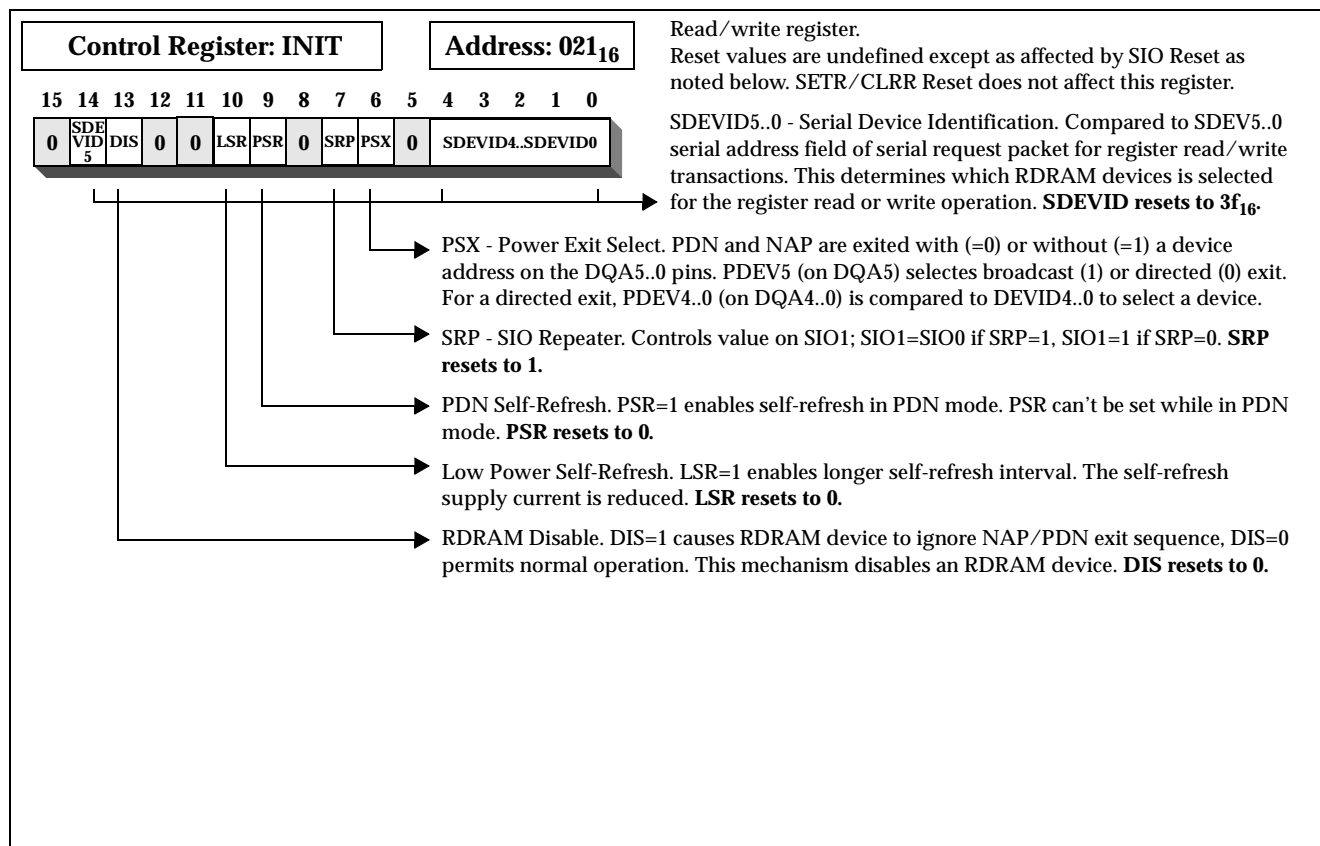 Control Register: INIT
Address: 021₁₆
Read/write register.
Reset values are undefined except as affected by SIO Reset as
noted below. SETR/CLRR Reset does not affect this register.
15 14 13 12 11 10 9 8 7 6 5 4 3 2 1 0
0 SDE VID 5 DIS 0 0 LSR PSR 0 SRP PSX 0 SDEVID4..SDEVID0
SDEVID5..0 - Serial Device Identification. Compared to SDEV5..0
serial address field of serial request packet for register read/write
transactions. This determines which RDRAM devices is selected
for the register read or write operation. SDEVID resets to 3f₁₆.
PSX - Power Exit Select. PDN and NAP are exited with (=0) or without (=1) a device
address on the DQA5..0 pins. PDEV5 (on DQA5) selectes broadcast (1) or directed (0) exit.
For a directed exit, PDEV4..0 (on DQA4..0) is compared to DEVID4..0 to select a device.
SRP - SIO Repeater. Controls value on SIO1; SIO1=SIO0 if SRP=1, SIO1=1 if SRP=0. SRP
resets to 1.
PDN Self-Refresh. PSR=1 enables self-refresh in PDN mode. PSR can't be set while in PDN
mode. PSR resets to 0.
Low Power Self-Refresh. LSR=1 enables longer self-refresh interval. The self-refresh
supply current is reduced. LSR resets to 0.
RDRAM Disable. DIS=1 causes RDRAM device to ignore NAP/PDN exit sequence, DIS=0
permits normal operation. This mechanism disables an RDRAM device. DIS resets to 0.